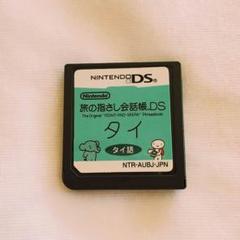 NINTENDO DS
Nintendo
旅の指さし会話帳DS
The Original "POINT-AND-SPEAK" Phrasebook
タイ
タイ語
NTR-AUBJ-JPN